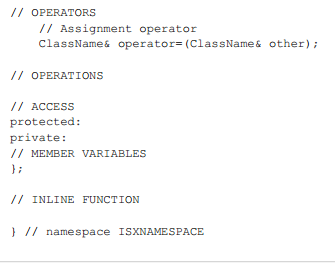 // OPERATORS
// Assignment operator
ClassName& operator=(ClassName& other);
// OPERATIONS
// ACCESS
protected:
private:
// MEMBER VARIABLES
};
// INLINE FUNCTION
} // namespace ISXNAMESPACE